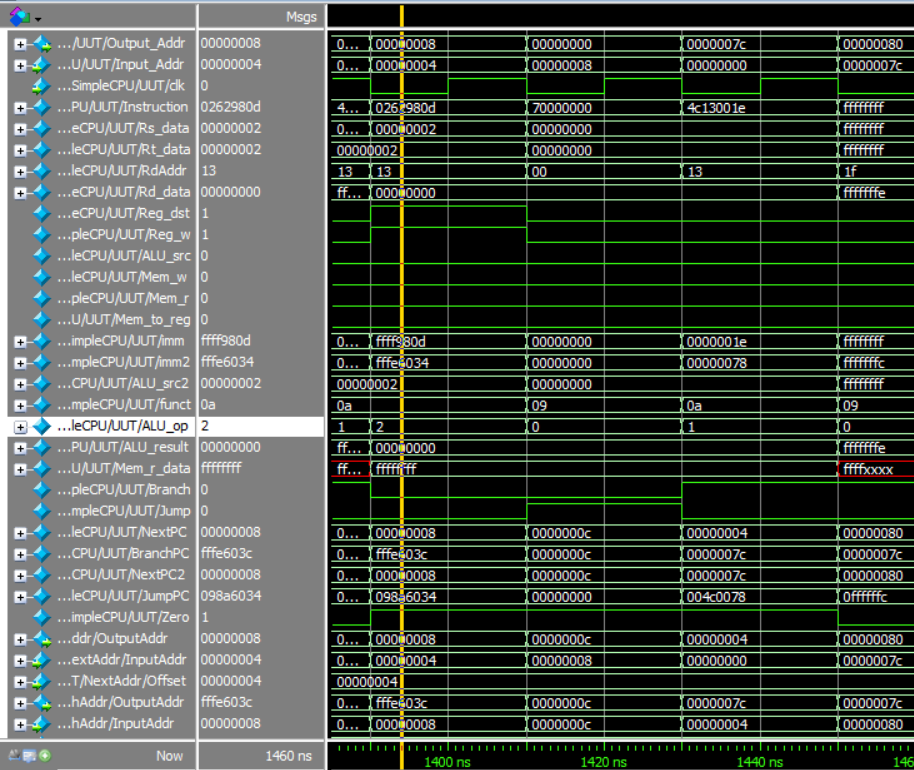 Msgs
.../UUT/Output_Addr 00000008 0... 00000008 00000000 0000007c 00000080
...U/UUT/Input_Addr 00000004 0... 00000004 00000008 00000000 0000007c
...SimpleCPU/UUT/clk 0
...PU/UUT/Instruction 0262980d 4... 0262980d 70000000 4c13001e ffffffff
...eCPU/UUT/Rs_data 00000002 0... 00000002 00000000 ffffffff
...leCPU/UUT/Rt_data 00000002 00000002 00000000 ffffffff
...leCPU/UUT/RdAddr 13 13 13 00 13 1f
...eCPU/UUT/Rd_data 00000000 ff... 00000000 fffffffe
...eCPU/UUT/Reg_dst 1
...pleCPU/UUT/Reg_w 1
...leCPU/UUT/ALU_src 0
...leCPU/UUT/Mem_w 0
...pleCPU/UUT/Mem_r 0
...U/UUT/Mem_to_reg 0
...impleCPU/UUT/imm ffff980d 0... ffff980d 00000000 0000001e ffffffff
...mpleCPU/UUT/imm2 fffe6034 0... fffe6034 00000000 00000078 fffffffc
...CPU/UUT/ALU_src2 00000002 00000002 00000000 ffffffff
...mpleCPU/UUT/funct 0a 0a 09 0a 09
...leCPU/UUT/ALU_op 2 1 2 0 1 0
...PU/UUT/ALU_result 00000000 ff... 00000000 fffffffe
...U/UUT/Mem_r_data ffffffff ff... ffffffff ffffxxxx
...pleCPU/UUT/Branch 0
...mpleCPU/UUT/Jump 0
...leCPU/UUT/NextPC 00000008 0... 00000008 0000000c 00000004 00000080
...CPU/UUT/BranchPC fffe603c 0... fffe603c 0000000c 0000007c 0000007c
...CPU/UUT/NextPC2 00000008 0... 00000008 0000000c 0000007c 00000080
...leCPU/UUT/JumpPC 098a6034 0... 098a6034 00000000 004c0078 0ffffffc
...impleCPU/UUT/Zero 1
...ddr/OutputAddr 00000008 0... 00000008 0000000c 00000004 00000080
...extAddr/InputAddr 00000004 0... 00000004 00000008 00000000 0000007c
...T/NextAddr/Offset 00000004 00000004
...hAddr/OutputAddr fffe603c 0... fffe603c 0000000c 0000007c 0000007c
...hAddr/InputAddr 00000008 0... 00000008 0000000c 00000004 00000080
Now 1460 ns 1400 ns 1420 ns 1440 ns 146